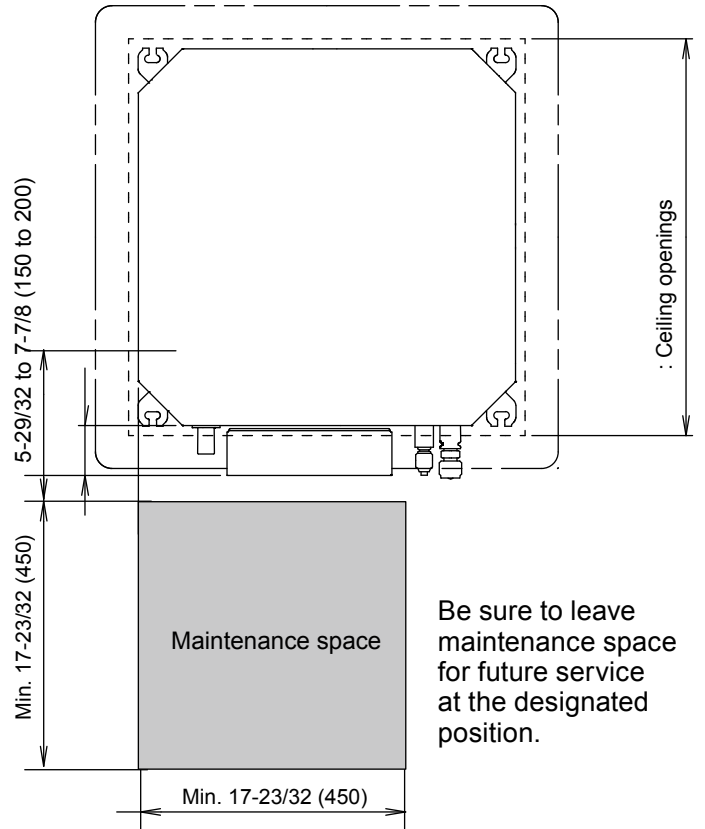 : Ceiling openings
5-29/32 to 7-7/8 (150 to 200)
Min. 17-23/32 (450)
Maintenance space
Be sure to leave
maintenance space
for future service
at the designated
position.
Min. 17-23/32 (450)